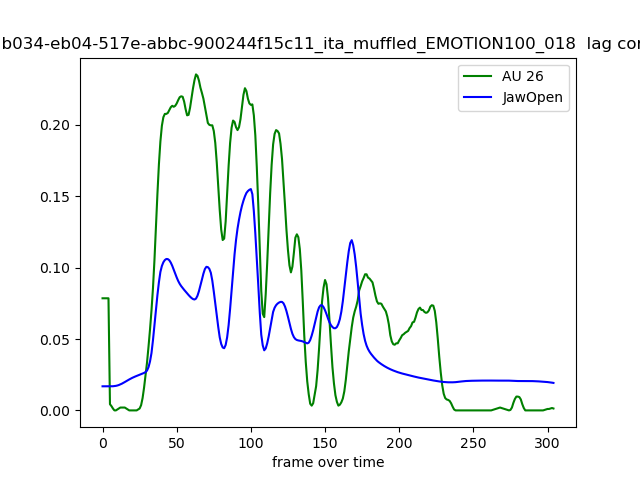 b034-eb04-517e-abbc-900244f15c11_ita_muffled_EMOTION100_018 lag
AU 26
JawOpen
0.20
0.15
0.10
0.05
0.00
0 50 100 150 200 250 300
frame over time